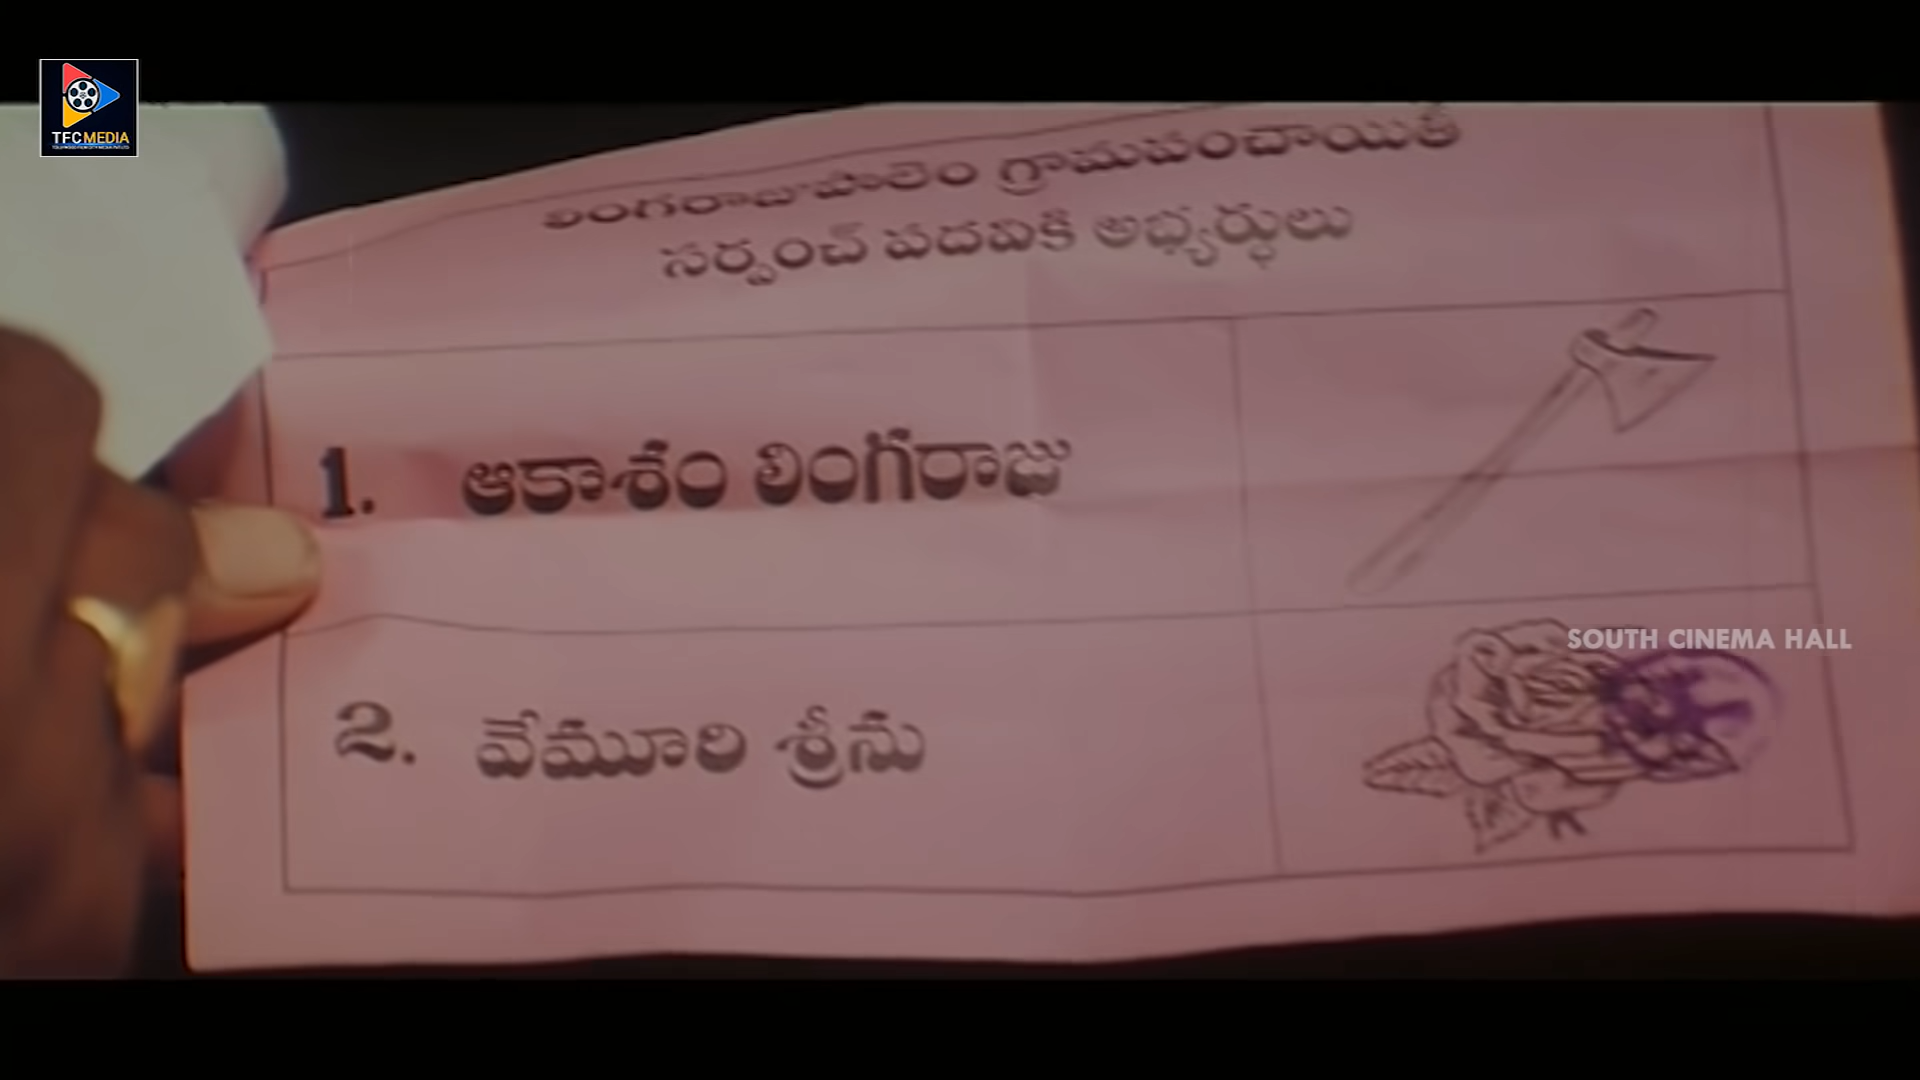 TFCMEDIA
లింగరాజుపాలెం గ్రామపంచాయితీ
సర్పంచ్ పదవికి అభ్యర్థులు
1. ఆకాశం లింగరాజు
SOUTH CINEMA HALL
2. వేమూరి శ్రీను